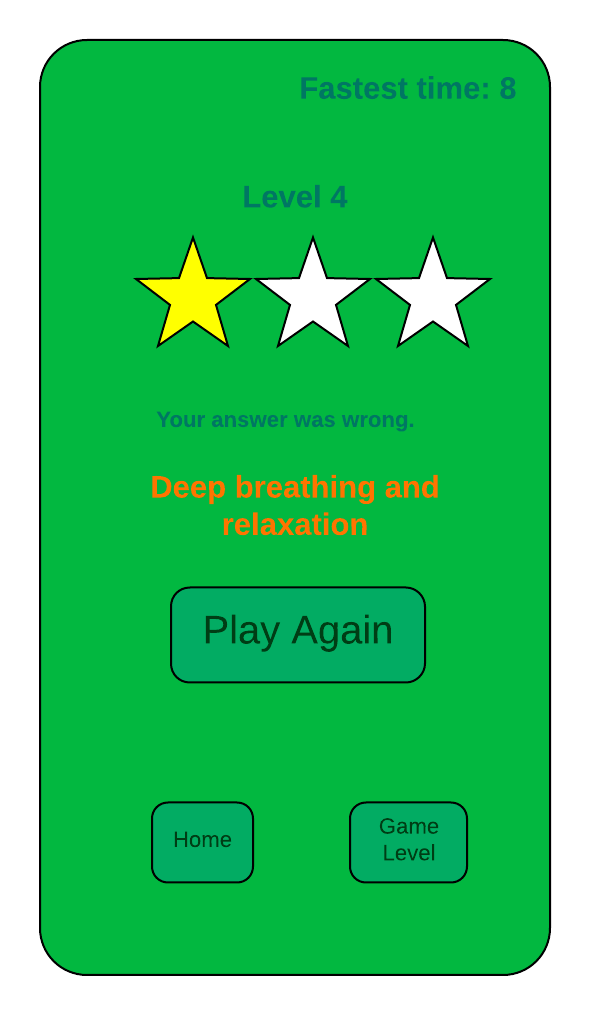 Fastest time: 8
Level 4
Your answer was wrong.
Deep breathing and
relaxation
Play Again
Home
Game
Level